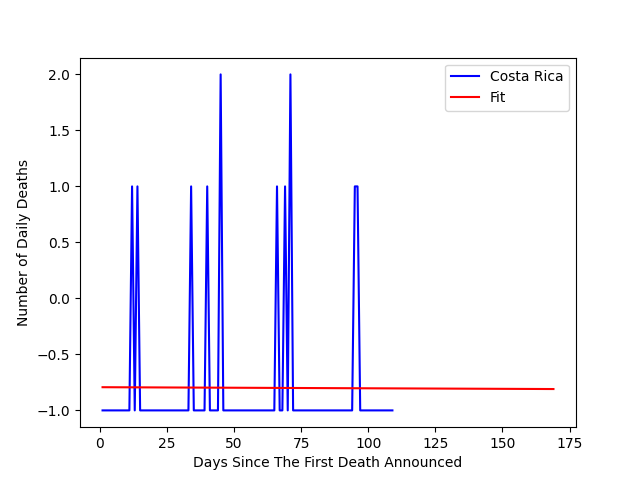 Costa Rica
Fit
2.0
1.5
1.0
0.5
0.0
−0.5
−1.0
Number of Daily Deaths
0 25 50 75 100 125 150 175
Days Since The First Death Announced